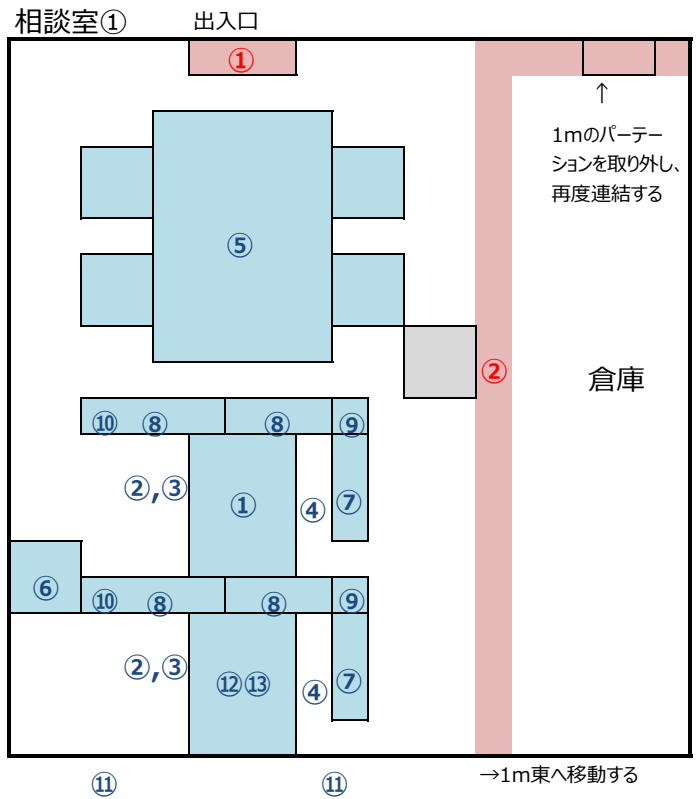 相談室①
出入口
①
↑
1mのパーテー
ションを取り外し、
再度連結する
⑤
②
倉庫
⑩ ⑧ ⑧ ⑨
②,③ ① ④ ⑦
⑥ ⑩ ⑧ ⑧ ⑨
②,③ ⑫⑬ ④ ⑦
→1m東へ移動する
⑪ ⑪